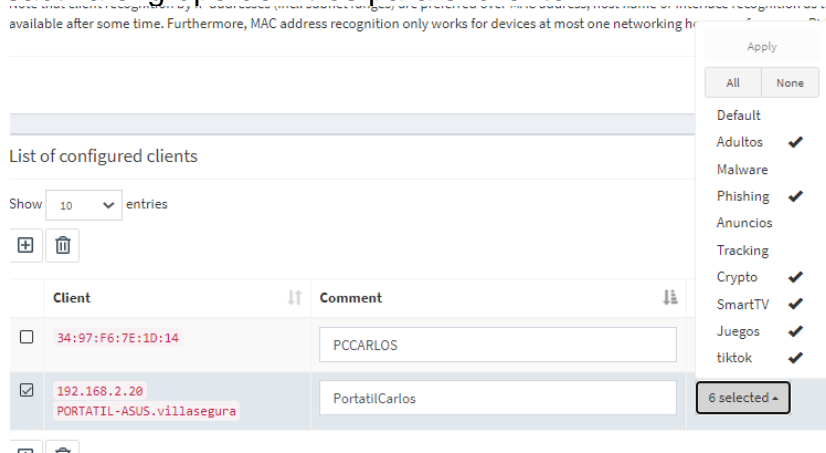 available after some time. Furthermore, MAC address recognition only works for devices at most one networking
Apply
All None
Default
Adultos
Malware
Phishing
Anuncios
Tracking
Crypto
SmartTV
Juegos
tiktok
List of configured clients
Show 10 entries
Client Comment
34:97:F6:7E:1D:14 PCCARLOS
192.168.2.20 PortatilCarlos 6 selected
PORTATIL-ASUS.villasegura